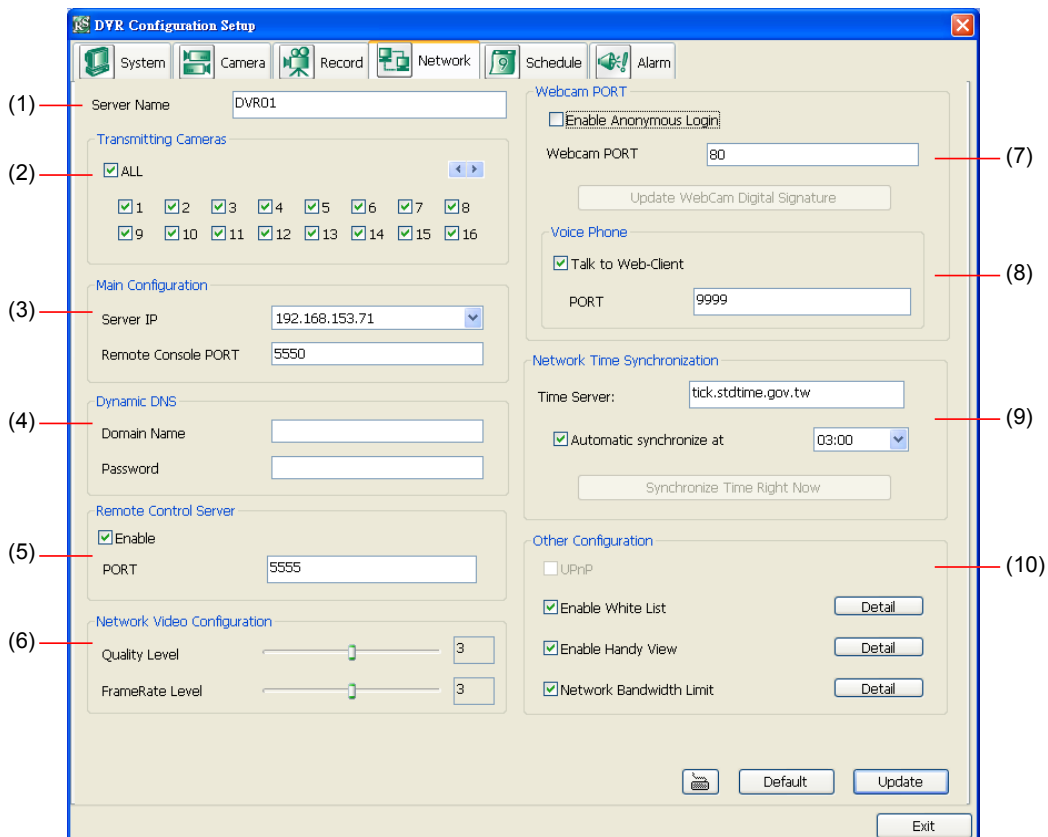 DVR Configuration Setup
System
Camera
Record
Network
Schedule
Alarm
(1)
Server Name
DVR01
(2)
Transmitting Cameras
ALL
1 2 3 4 5 6 7 8
9 10 11 12 13 14 15 16
(3)
Main Configuration
Server IP
192.168.153.71
Remote Console PORT
5550
(4)
Dynamic DNS
Domain Name
Password
(5)
Remote Control Server
Enable
PORT
5555
(6)
Network Video Configuration
Quality Level
3
FrameRate Level
3
Webcam PORT
Enable Anonymous Login
Webcam PORT
80
(7)
Update WebCam Digital Signature
Voice Phone
Talk to Web-Client
(8)
PORT
9999
Network Time Synchronization
Time Server:
tick.stdtime.gov.tw
(9)
Automatic synchronize at
03:00
Synchronize Time Right Now
Other Configuration
UPnP
(10)
Enable White List
Detail
Enable Handy View
Detail
Network Bandwidth Limit
Detail
Default
Update
Exit